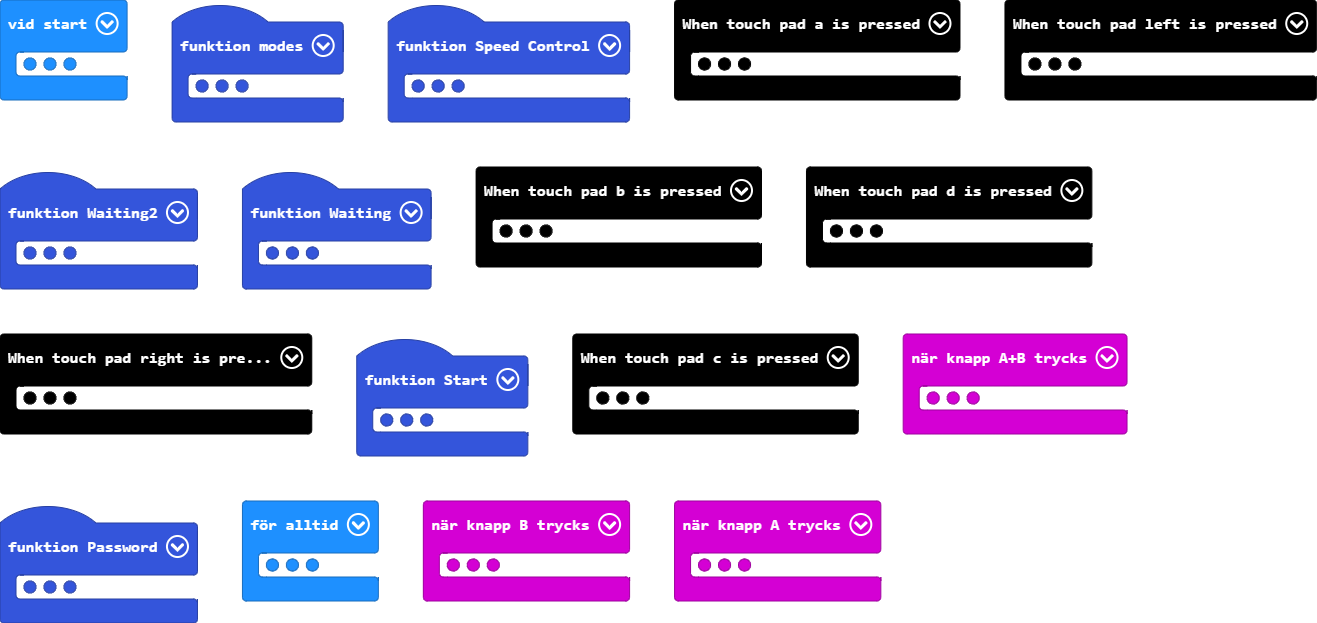 vid start
funktion modes
funktion Speed Control
When touch pad a is pressed
When touch pad left is pressed
funktion Waiting2
funktion Waiting
When touch pad b is pressed
When touch pad d is pressed
When touch pad right is pre...
funktion Start
When touch pad c is pressed
när knapp A+B trycks
funktion Password
för alltid
när knapp B trycks
när knapp A trycks